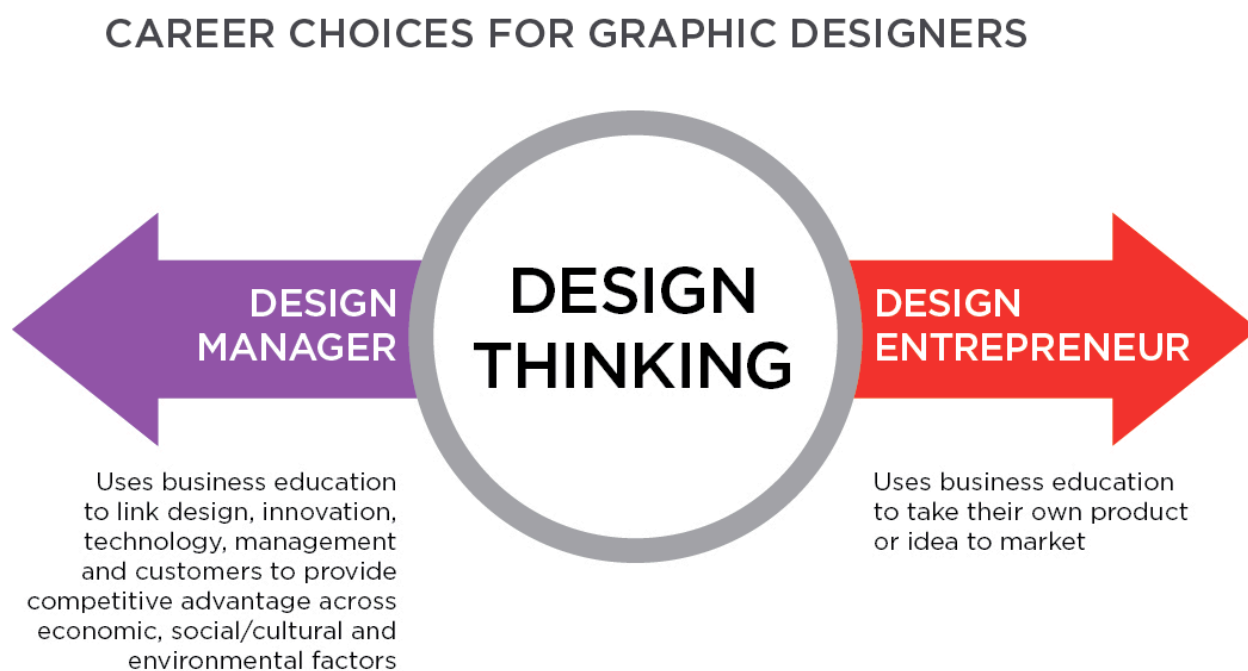 CAREER CHOICES FOR GRAPHIC DESIGNERS
DESIGN
MANAGER
DESIGN
THINKING
DESIGN
ENTREPRENEUR
Uses business education
to link design, innovation,
technology, management
and customers to provide
competitive advantage across
economic, social/cultural and
environmental factors
Uses business education
to take their own product
or idea to market